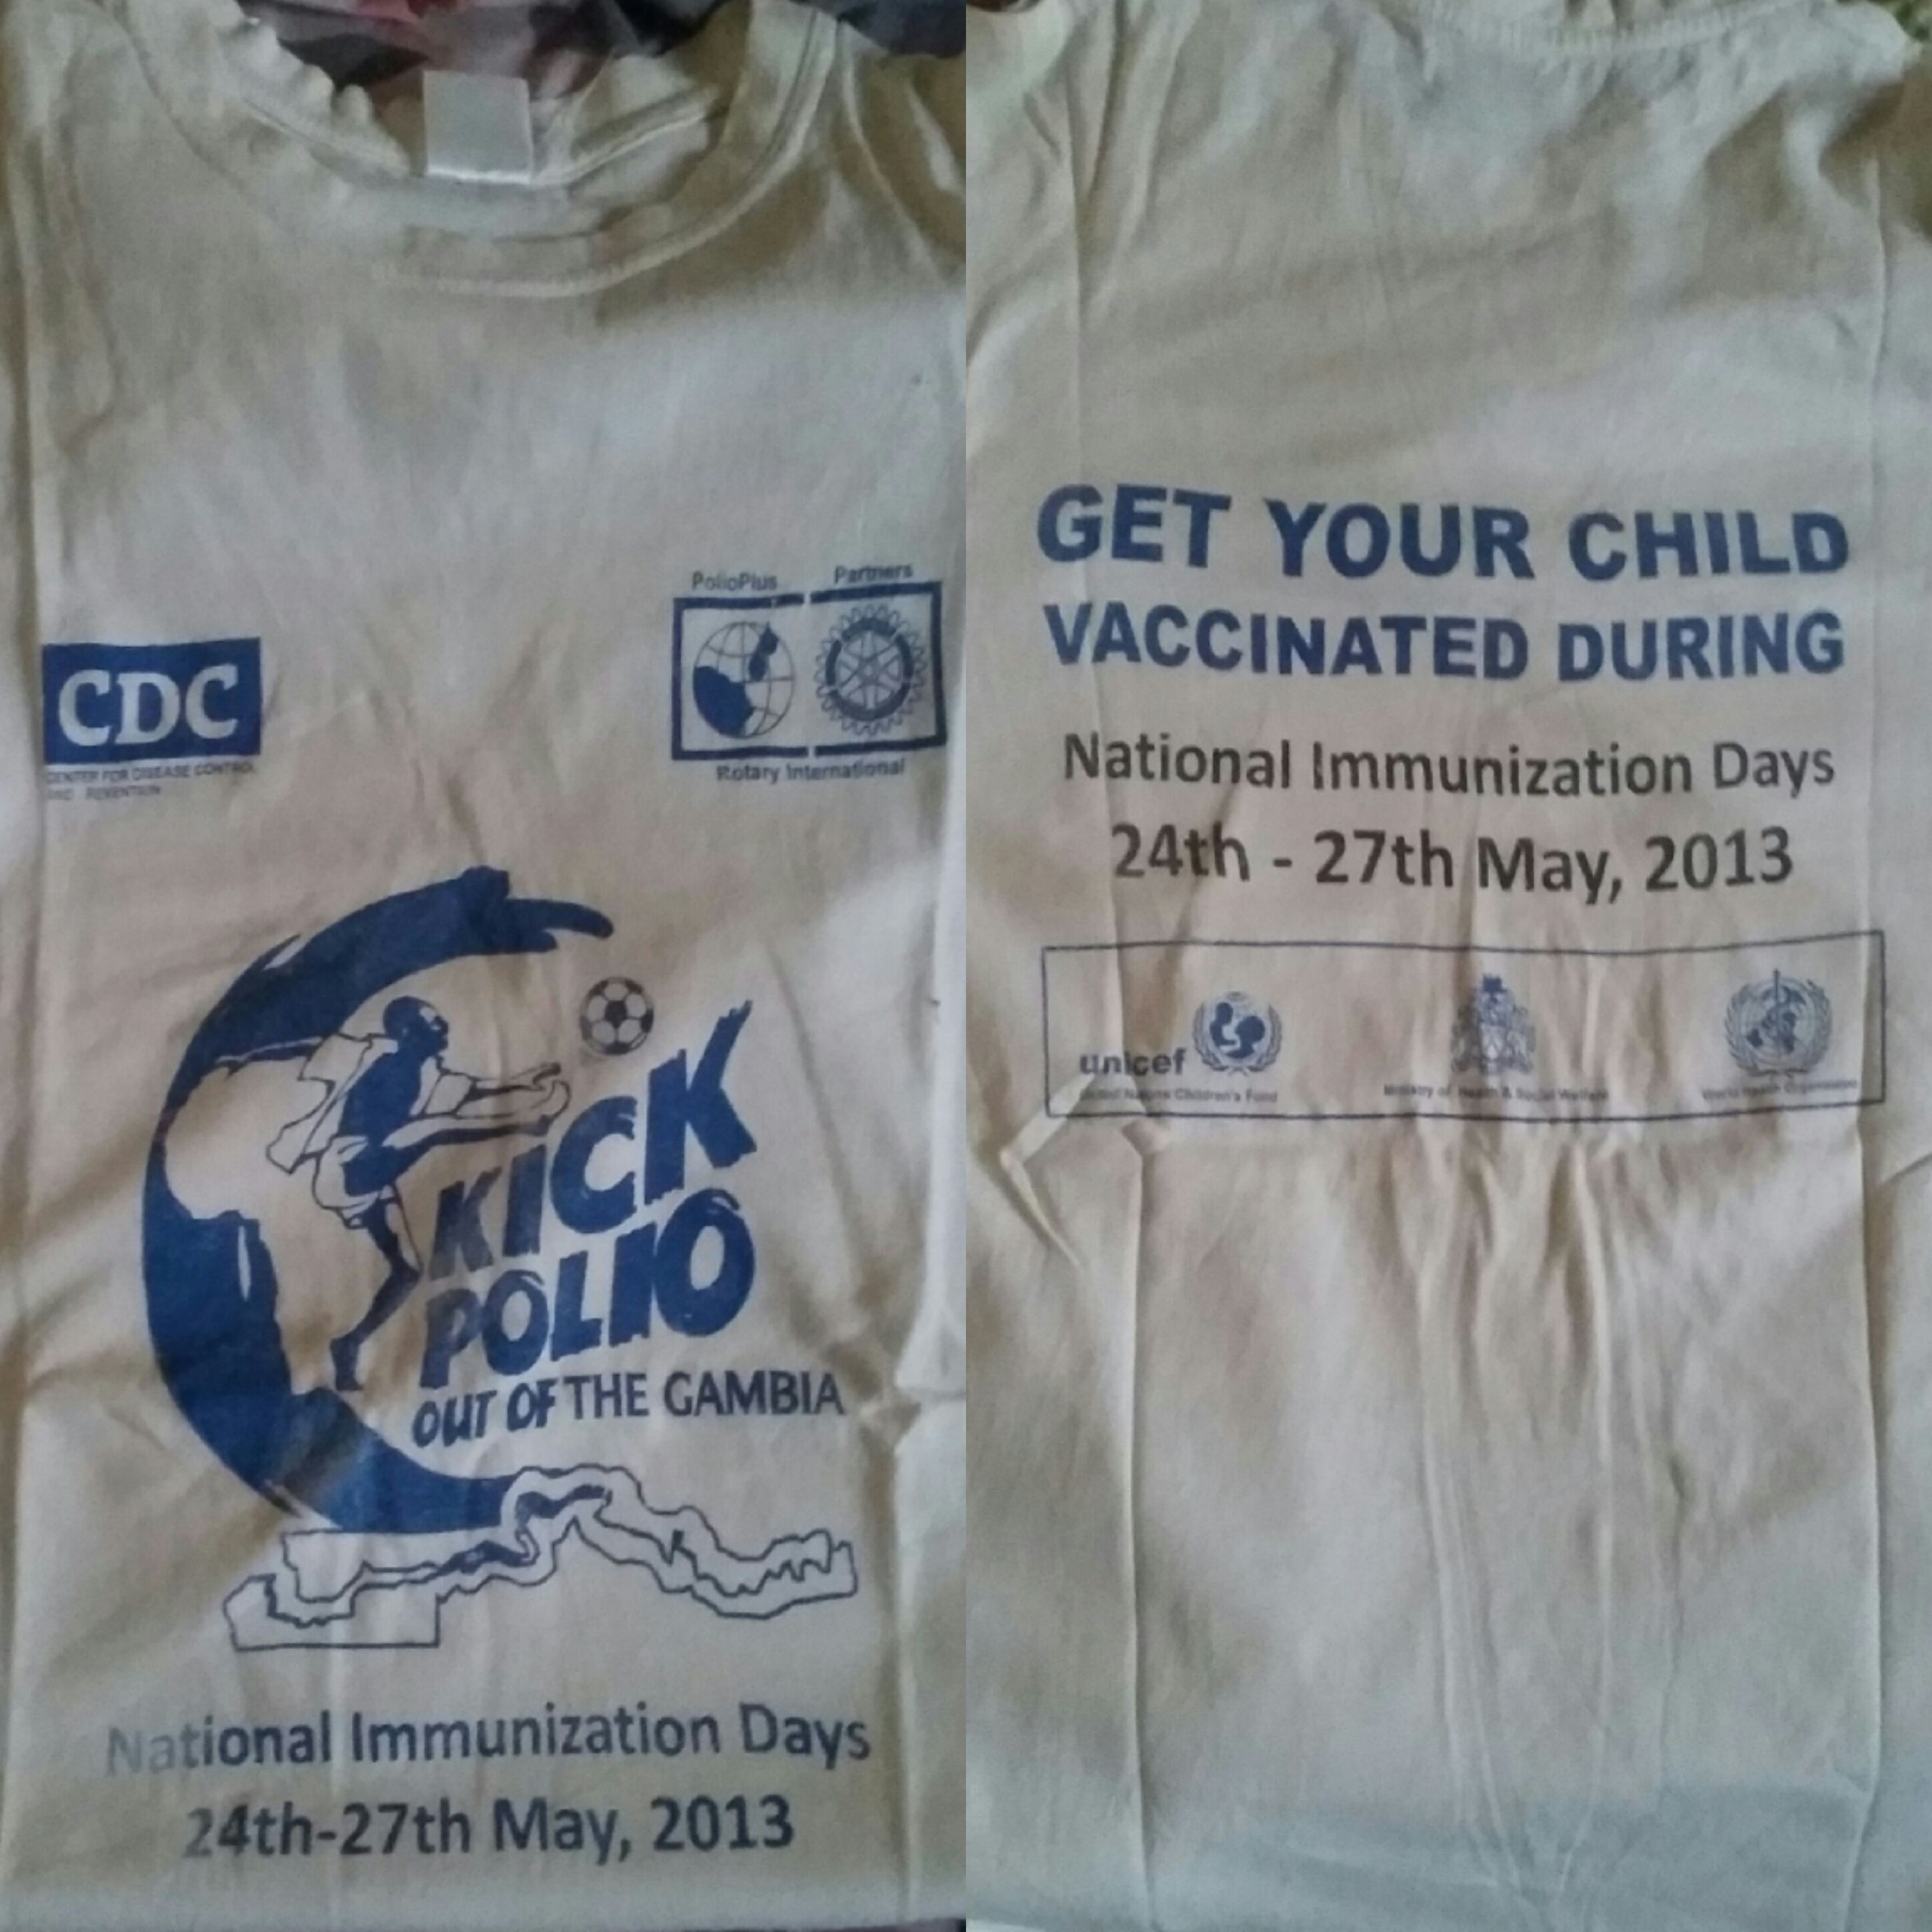 PolioPlus Partners
CDC
CENTER FOR DISEASE CONTROL
AND REVENTION
Rotary International
KICK
POLIO
OUT OF THE GAMBIA
National Immunization Days
24th-27th May, 2013
GET YOUR CHILD
VACCINATED DURING
National Immunization Days
24th - 27th May, 2013
unicef
United Nations Children's Fund
Ministry of Health & Social Welfare
World Health Organization